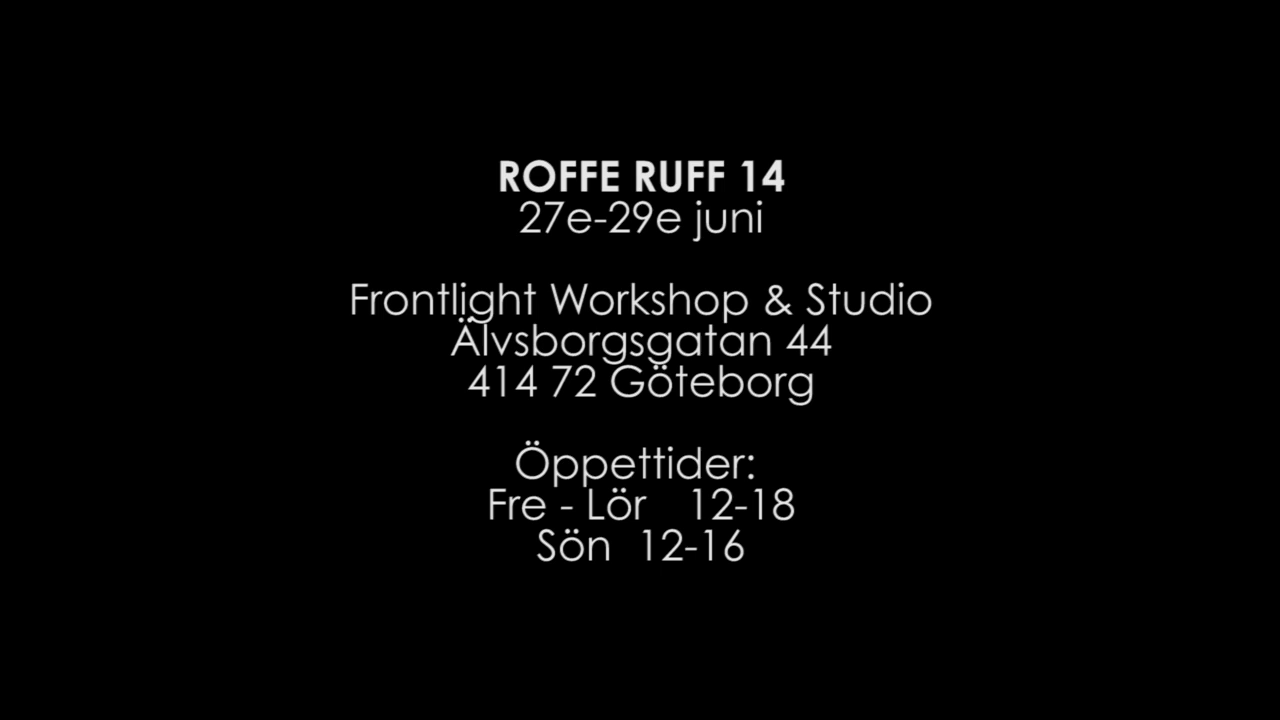 ROFFE RUFF 14
27e-29e juni
Frontlight Workshop & Studio
Älvsborgsgatan 44
414 72 Göteborg
Öppettider:
Fre - Lör 12-18
Sön 12-16